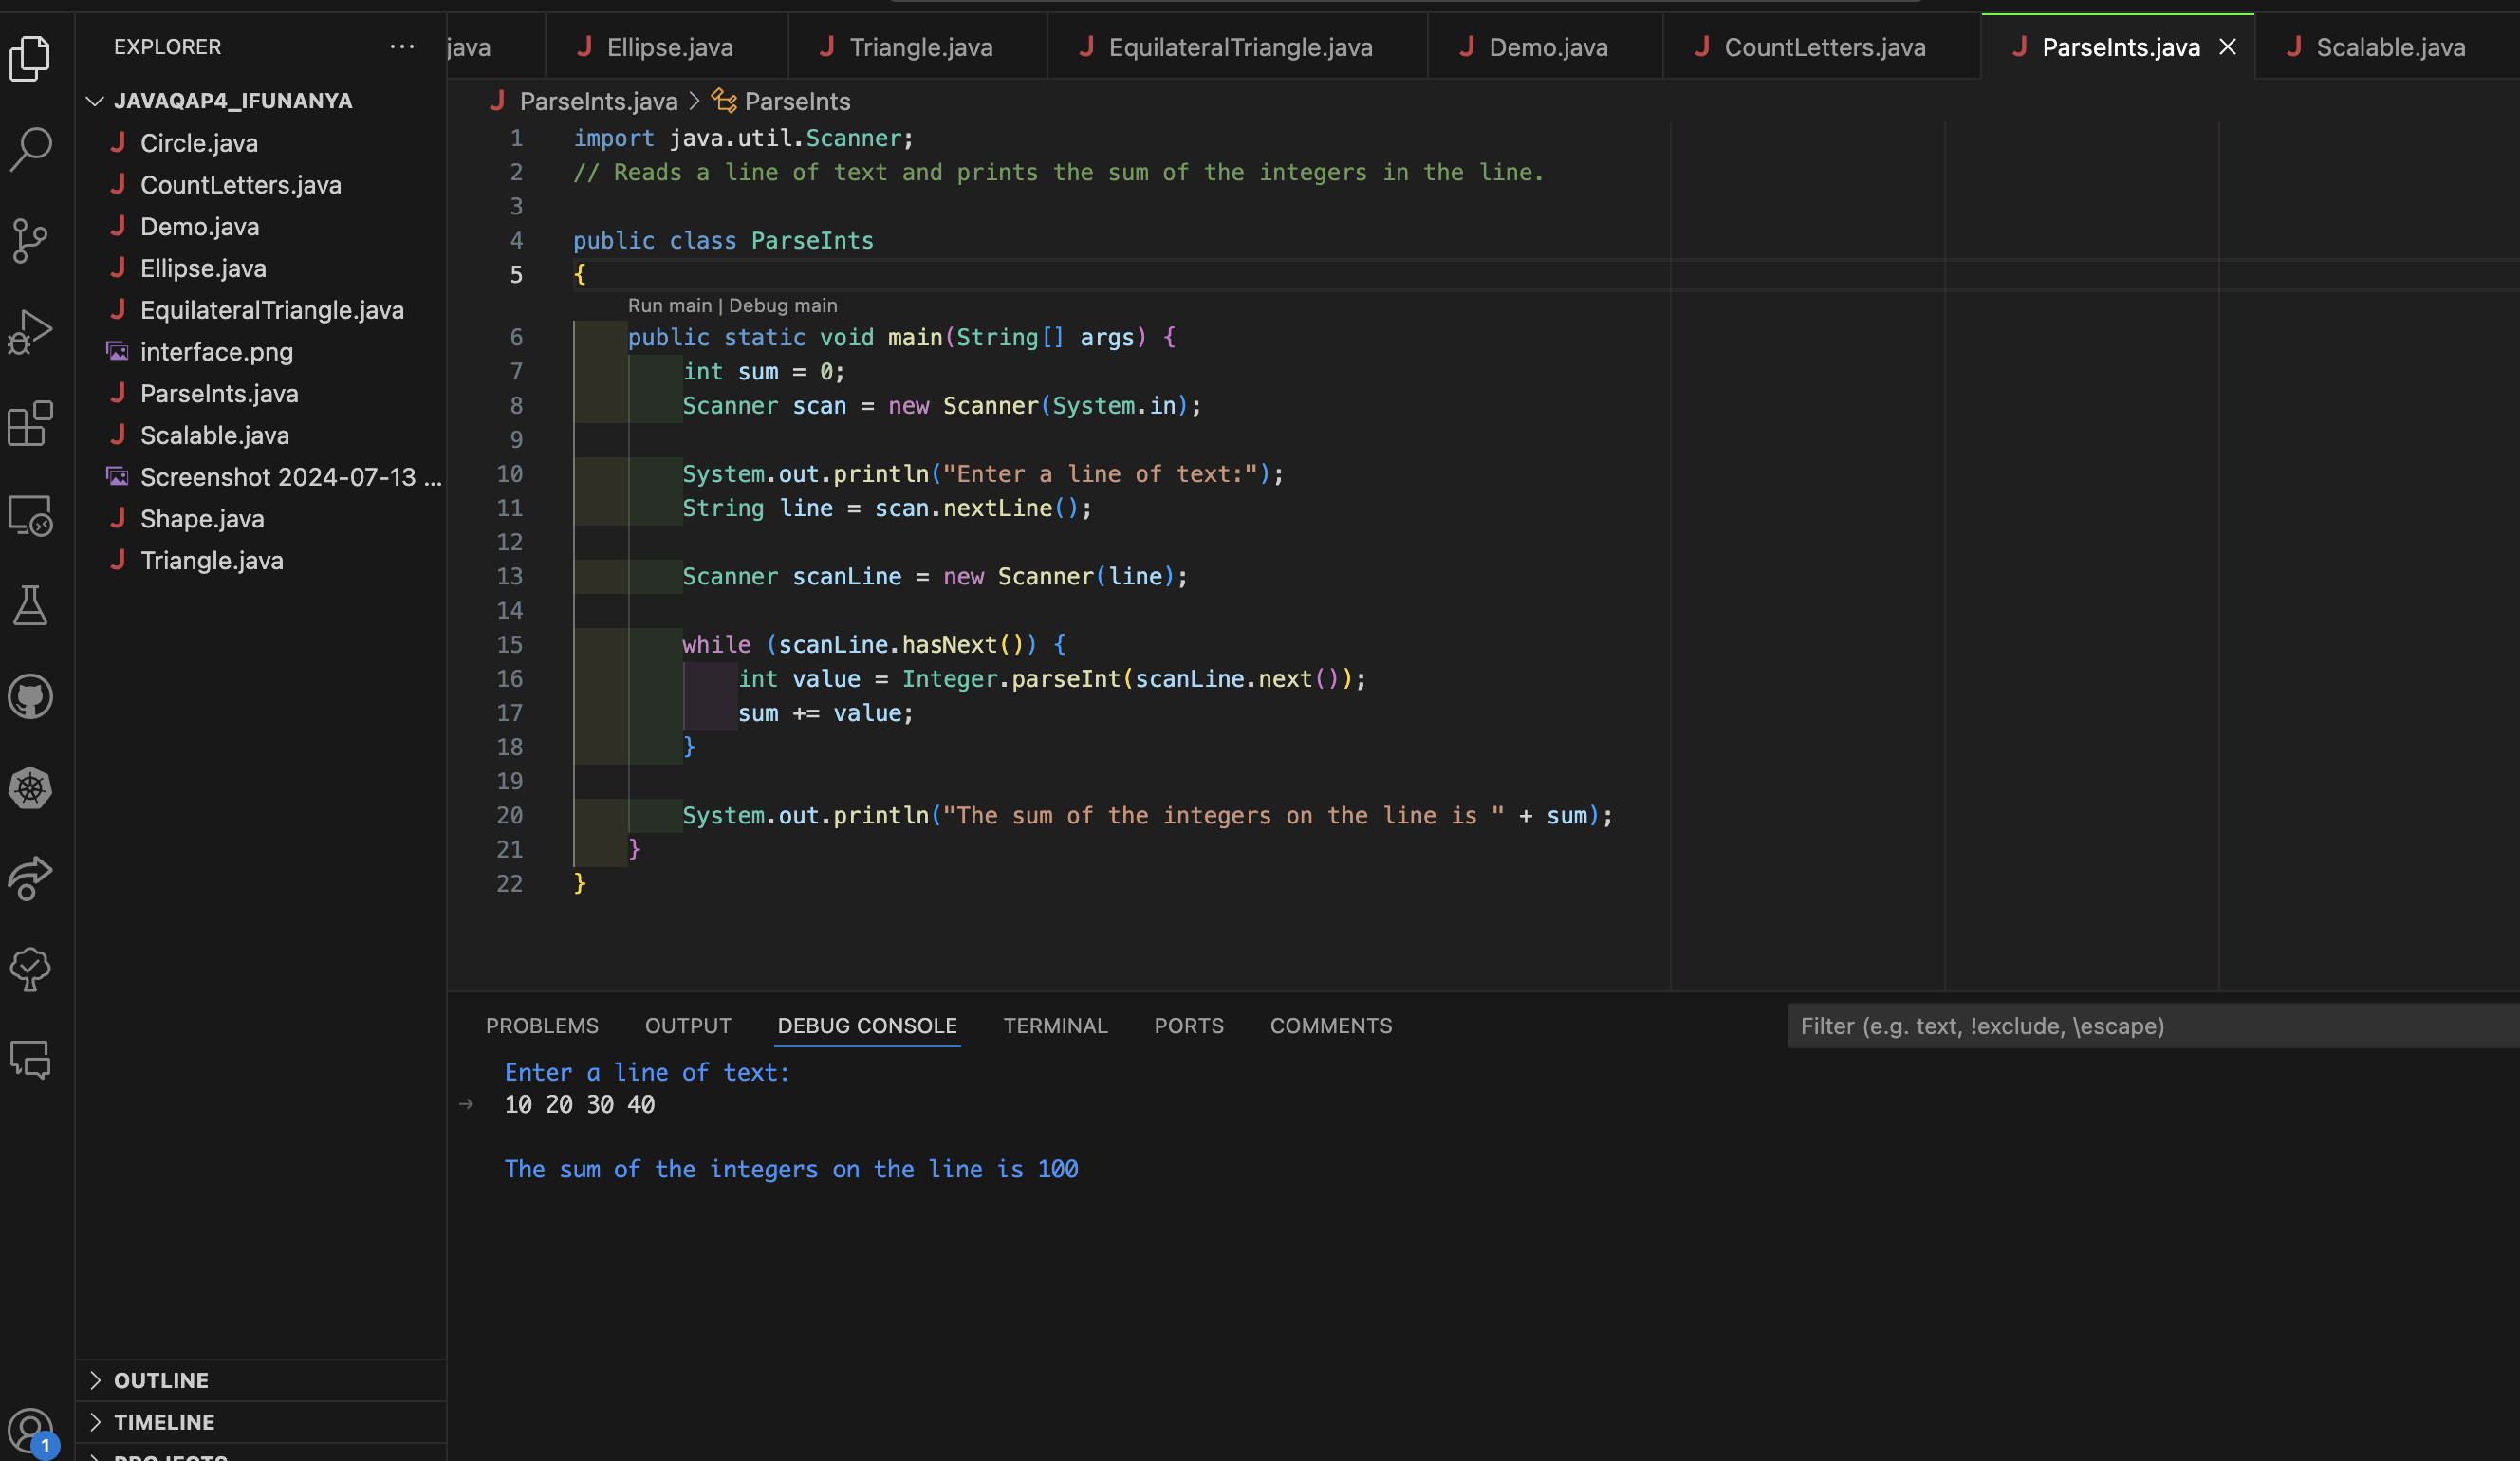 EXPLORER
JAVAQAP4_IFUNANYA
Circle.java
CountLetters.java
Demo.java
Ellipse.java
EquilateralTriangle.java
interface.png
ParseInts.java
Scalable.java
Screenshot 2024-07-13 ...
Shape.java
Triangle.java
OUTLINE
TIMELINE
PROJECTS
1
java Ellipse.java Triangle.java EquilateralTriangle.java Demo.java CountLetters.java ParseInts.java Scalable.java
ParseInts.java > ParseInts
1 import java.util.Scanner;
2 // Reads a line of text and prints the sum of the integers in the line.
3
4 public class ParseInts
5 {
Run main | Debug main
6 public static void main(String[] args) {
7 int sum = 0;
8 Scanner scan = new Scanner(System.in);
9
10 System.out.println("Enter a line of text:");
11 String line = scan.nextLine();
12
13 Scanner scanLine = new Scanner(line);
14
15 while (scanLine.hasNext()) {
16 int value = Integer.parseInt(scanLine.next());
17 sum += value;
18 }
19
20 System.out.println("The sum of the integers on the line is " + sum);
21 }
22 }
PROBLEMS OUTPUT DEBUG CONSOLE TERMINAL PORTS COMMENTS Filter (e.g. text, !exclude, \escape)
Enter a line of text:
→ 10 20 30 40
The sum of the integers on the line is 100